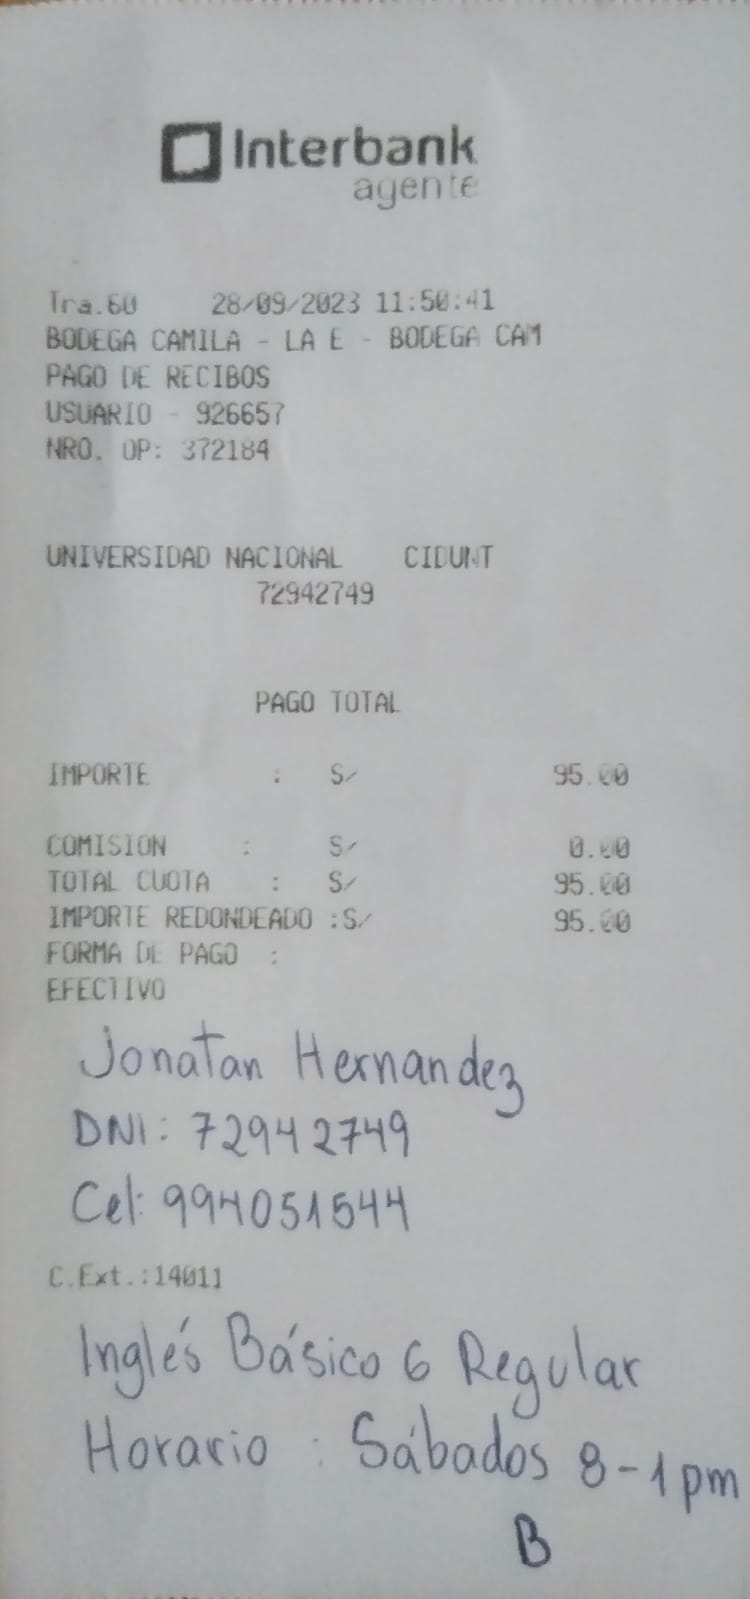 Interbank
agente
Tra.60 28/09/2023 11:50:41
BODEGA CAMILA - LA E - BODEGA CAM
PAGO DE RECIBOS
USUARIO - 926657
NRO. OP: 372184
UNIVERSIDAD NACIONAL CIDUNT
72942749
PAGO TOTAL
IMPORTE : S/ 95.00
COMISION : S/ 0.00
TOTAL CUOTA : S/ 95.00
IMPORTE REDONDEADO :S/ 95.00
FORMA DE PAGO :
EFECTIVO
Jonatan Hernandez
DNI: 72942749
Cel: 994051544
C.Ext.:14011
Inglés Básico 6 Regular
Horario : Sábados 8-1pm
B